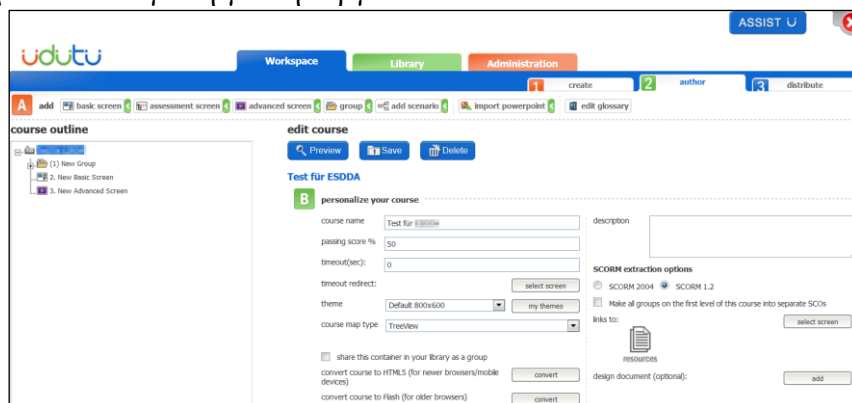 ASSIST U
udutu
Workspace Library Administration
1 create 2 author 3 distribute
A add basic screen assessment screen advanced screen group add scenario import powerpoint edit glossary
course outline edit course
Preview Save Delete
(1) New Group
2. New Basic Screen
3. New Advanced Screen
Test für ESDDA
B personalize your course
course name Test für
description
passing score % 50
timeout(sec): 0
SCORM extraction options
timeout redirect: select screen
SCORM 2004 SCORM 1.2
theme Default 800x600 my themes
Make all groups on the first level of this course into separate SCOs
course map type TreeView
links to: select screen
resources
share this container in your library as a group
convert course to HTML5 (for newer browsers/mobile
devices)
convert
design document (optional): add
convert course to Flash (for older browsers) convert